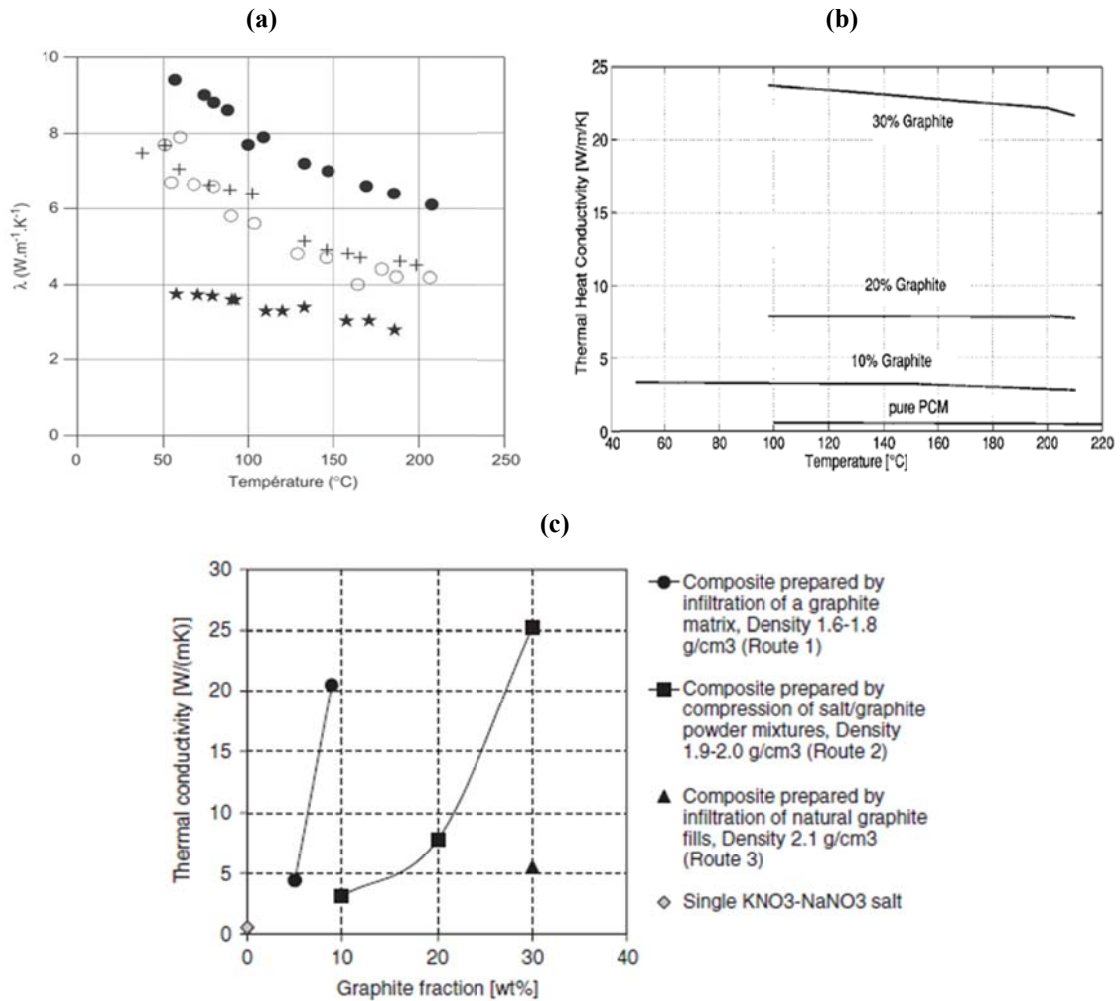 (a)
10
8
6
4
2
0
λ (W.m-1.K-1)
0 50 100 150 200 250
Température (°C)
(b)
25
20
15
10
5
0
Thermal Heat Conductivity [W/m/K]
30% Graphite
20% Graphite
10% Graphite
pure PCM
40 60 80 100 120 140 160 180 200 220
Temperature [°C]
(c)
30
25
20
15
10
5
0
Thermal conductivity [W/(mK)]
0 10 20 30 40
Graphite fraction [wt%]
Composite prepared by
infiltration of a graphite
matrix, Density 1.6-1.8
g/cm3 (Route 1)
Composite prepared by
compression of salt/graphite
powder mixtures, Density
1.9-2.0 g/cm3 (Route 2)
Composite prepared by
infiltration of natural graphite
fills, Density 2.1 g/cm3
(Route 3)
Single KNO3-NaNO3 salt